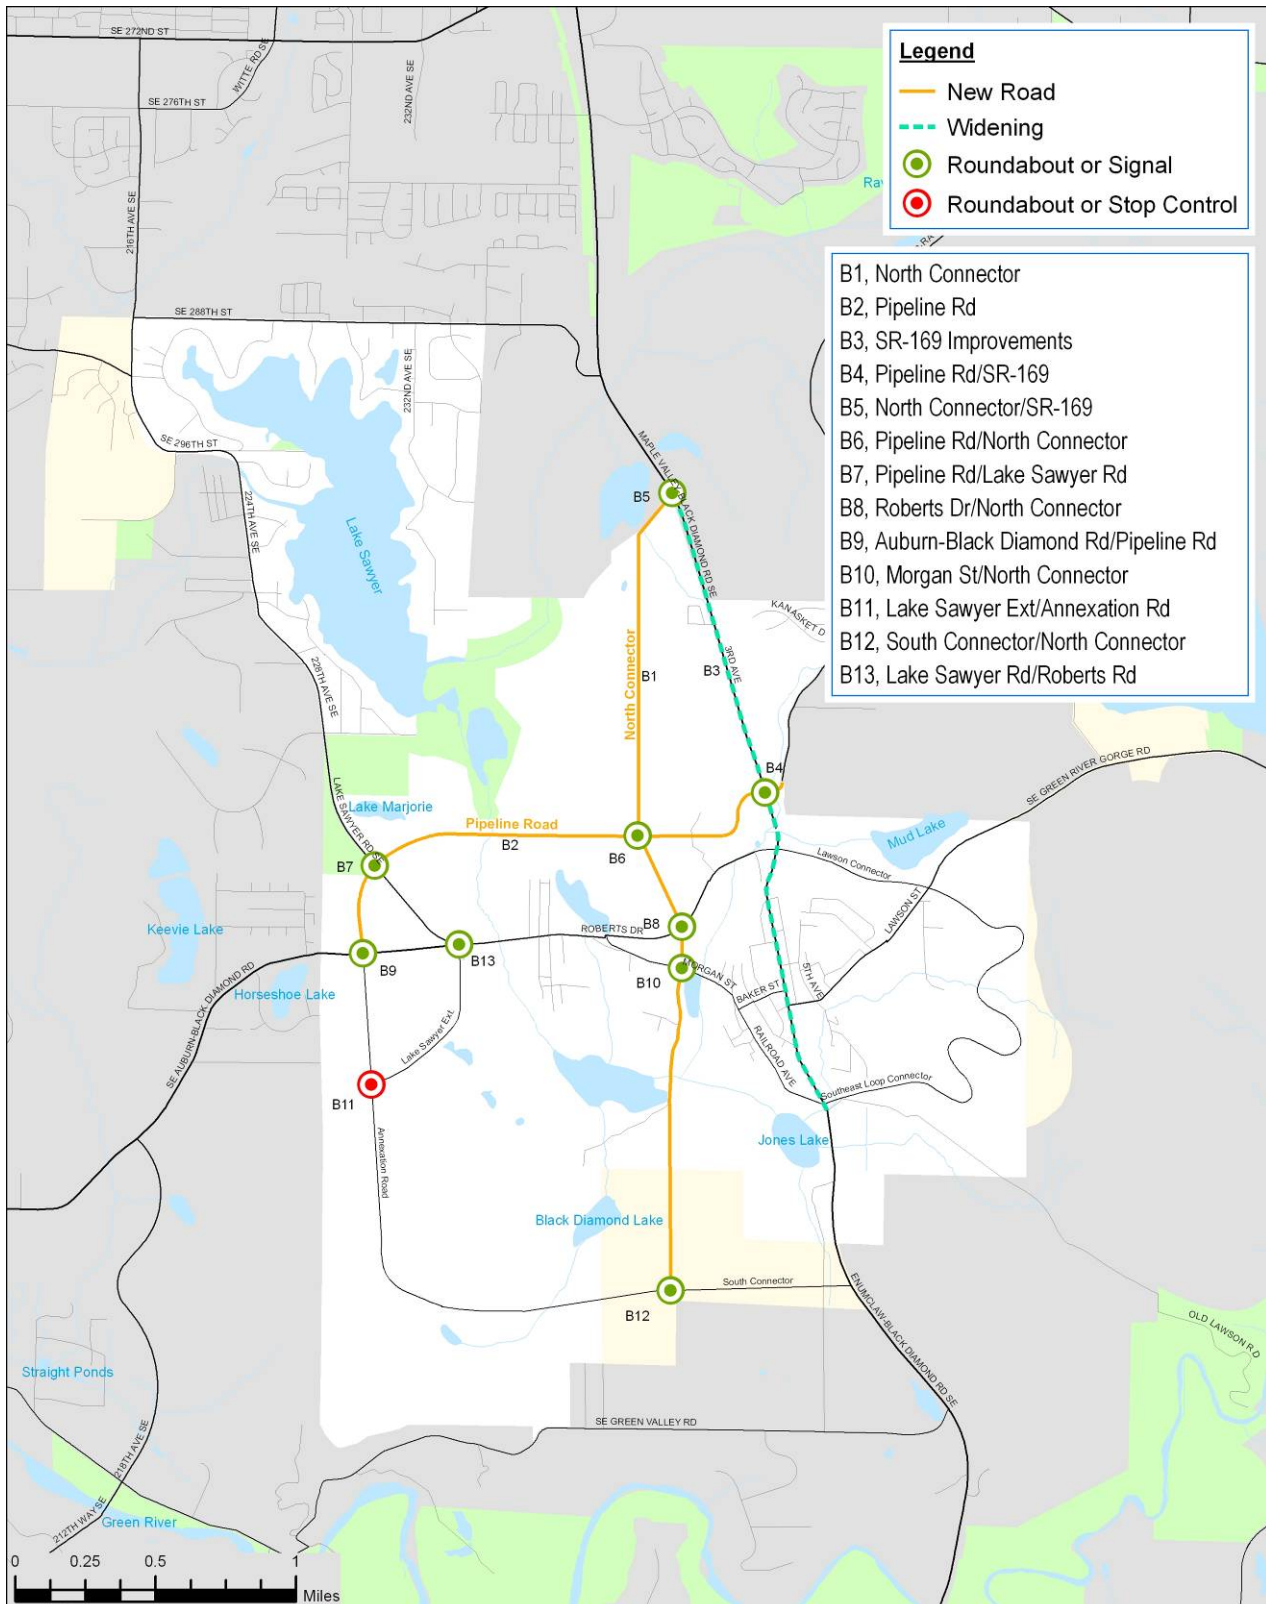 SE 272ND ST
WITTE RD SE
SE 276TH ST
232ND AVE SE
216TH AVE SE
Legend
New Road
Widening
Roundabout or Signal
Roundabout or Stop Control
B1, North Connector
B2, Pipeline Rd
B3, SR-169 Improvements
B4, Pipeline Rd/SR-169
B5, North Connector/SR-169
B6, Pipeline Rd/North Connector
B7, Pipeline Rd/Lake Sawyer Rd
B8, Roberts Dr/North Connector
B9, Auburn-Black Diamond Rd/Pipeline Rd
B10, Morgan St/North Connector
B11, Lake Sawyer Ext/Annexation Rd
B12, South Connector/North Connector
B13, Lake Sawyer Rd/Roberts Rd
SE 288TH ST
232ND AVE SE
SE 296TH ST
224TH AVE SE
Lake Sawyer
MAPLE VALLEY-BLACK DIAMOND RD SE
B5
KANASKET D
North Connector
B1
B3
3RD AVE
228TH AVE SE
LAKE SAWYER RD SE
B4
SE GREEN RIVER GORGE RD
Lake Marjorie
Pipeline Road
B2
B6
B7
Mud Lake
Lawson Connector
LAWSON ST
Keevie Lake
B8
ROBERTS DR
B9
B13
B10
MORGAN ST
BAKER ST
5TH AVE
Horseshoe Lake
SE AUBURN-BLACK DIAMOND RD
Lake Sawyer Ext.
RAILROAD AVE
Southeast Loop Connector
B11
Annexation Road
Jones Lake
Black Diamond Lake
South Connector
B12
ENUMCLAW-BLACK DIAMOND RD SE
OLD LAWSON RD
Straight Ponds
SE GREEN VALLEY RD
218TH AVE SE
212TH WAY SE
Green River
0 0.25 0.5 1
Miles